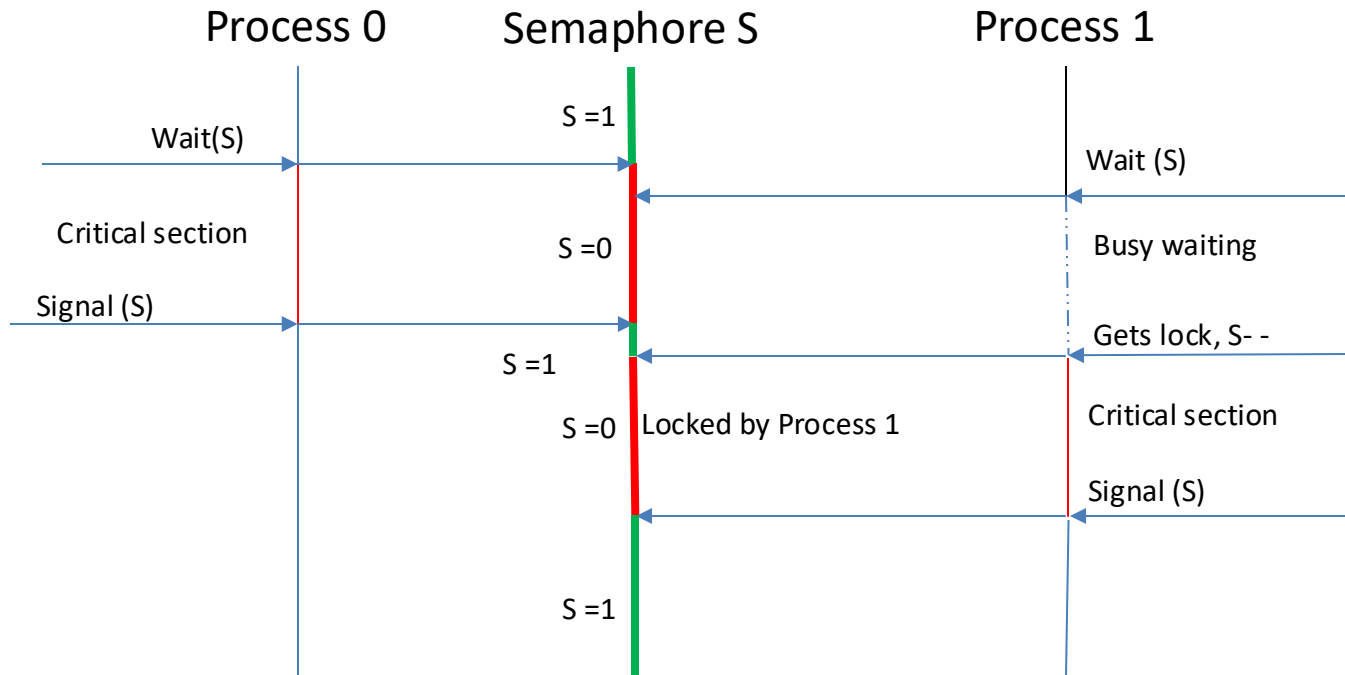 Process 0
Semaphore S
Process 1
S =1
Wait(S)
Wait (S)
Critical section
S =0
Busy waiting
Signal (S)
Gets lock, S- -
S =1
S =0
Locked by Process 1
Critical section
Signal (S)
S =1